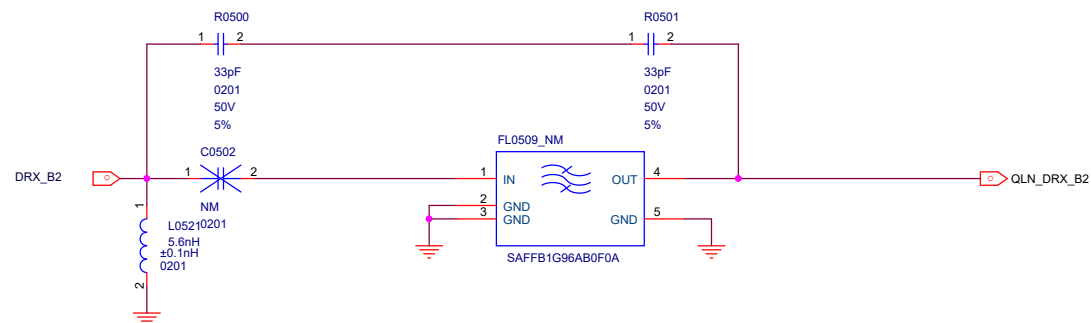 R0500
R0501
1
2
1
2
33pF
0201
50V
5%
33pF
0201
50V
5%
FL0509_NM
C0502
DRX_B2
1
2
1
IN
OUT
4
QLN_DRX_B2
2
GND
3
GND
GND
5
NM
0201
1
L0521
5.6nH
±0.1nH
0201
2
SAFFB1G96AB0F0A